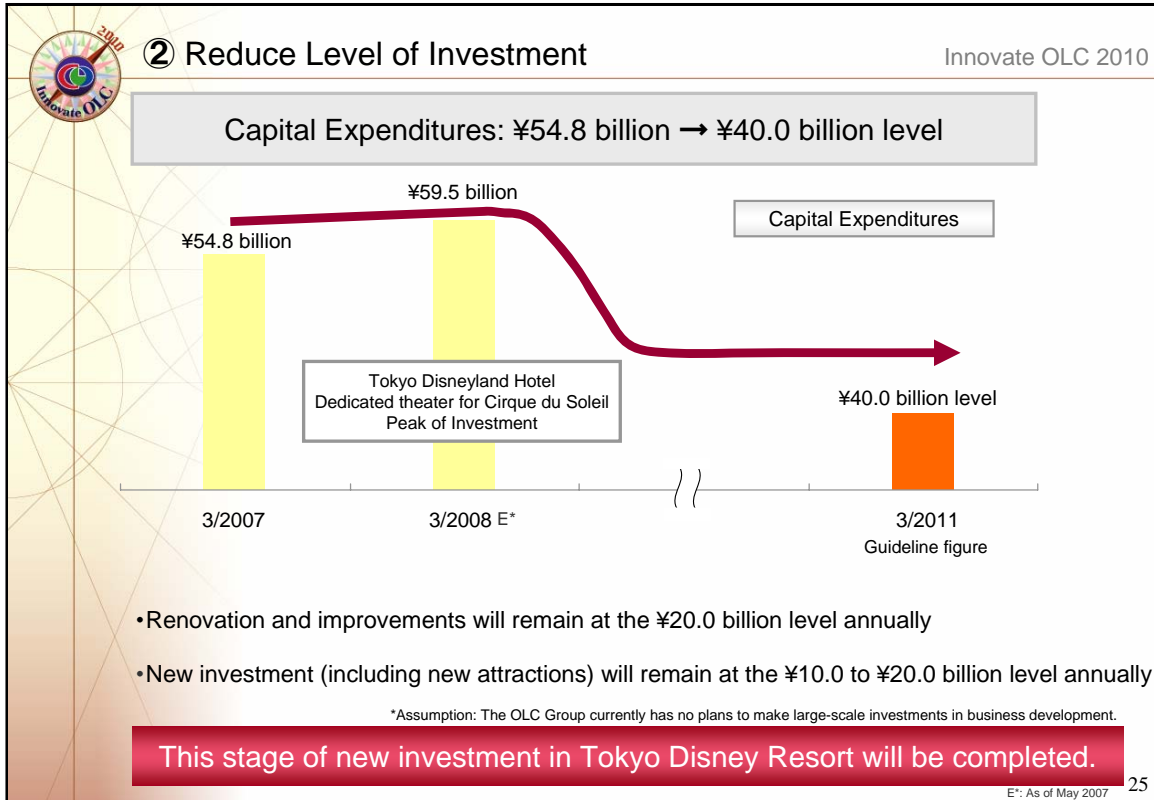 2010
Innovate OLC
② Reduce Level of Investment
Innovate OLC 2010
Capital Expenditures: ¥54.8 billion → ¥40.0 billion level
¥59.5 billion
Capital Expenditures
¥54.8 billion
Tokyo Disneyland Hotel
Dedicated theater for Cirque du Soleil
Peak of Investment
¥40.0 billion level
3/2007
3/2008 E*
3/2011
Guideline figure
•Renovation and improvements will remain at the ¥20.0 billion level annually
•New investment (including new attractions) will remain at the ¥10.0 to ¥20.0 billion level annually
*Assumption: The OLC Group currently has no plans to make large-scale investments in business development.
This stage of new investment in Tokyo Disney Resort will be completed.
E*: As of May 2007
25